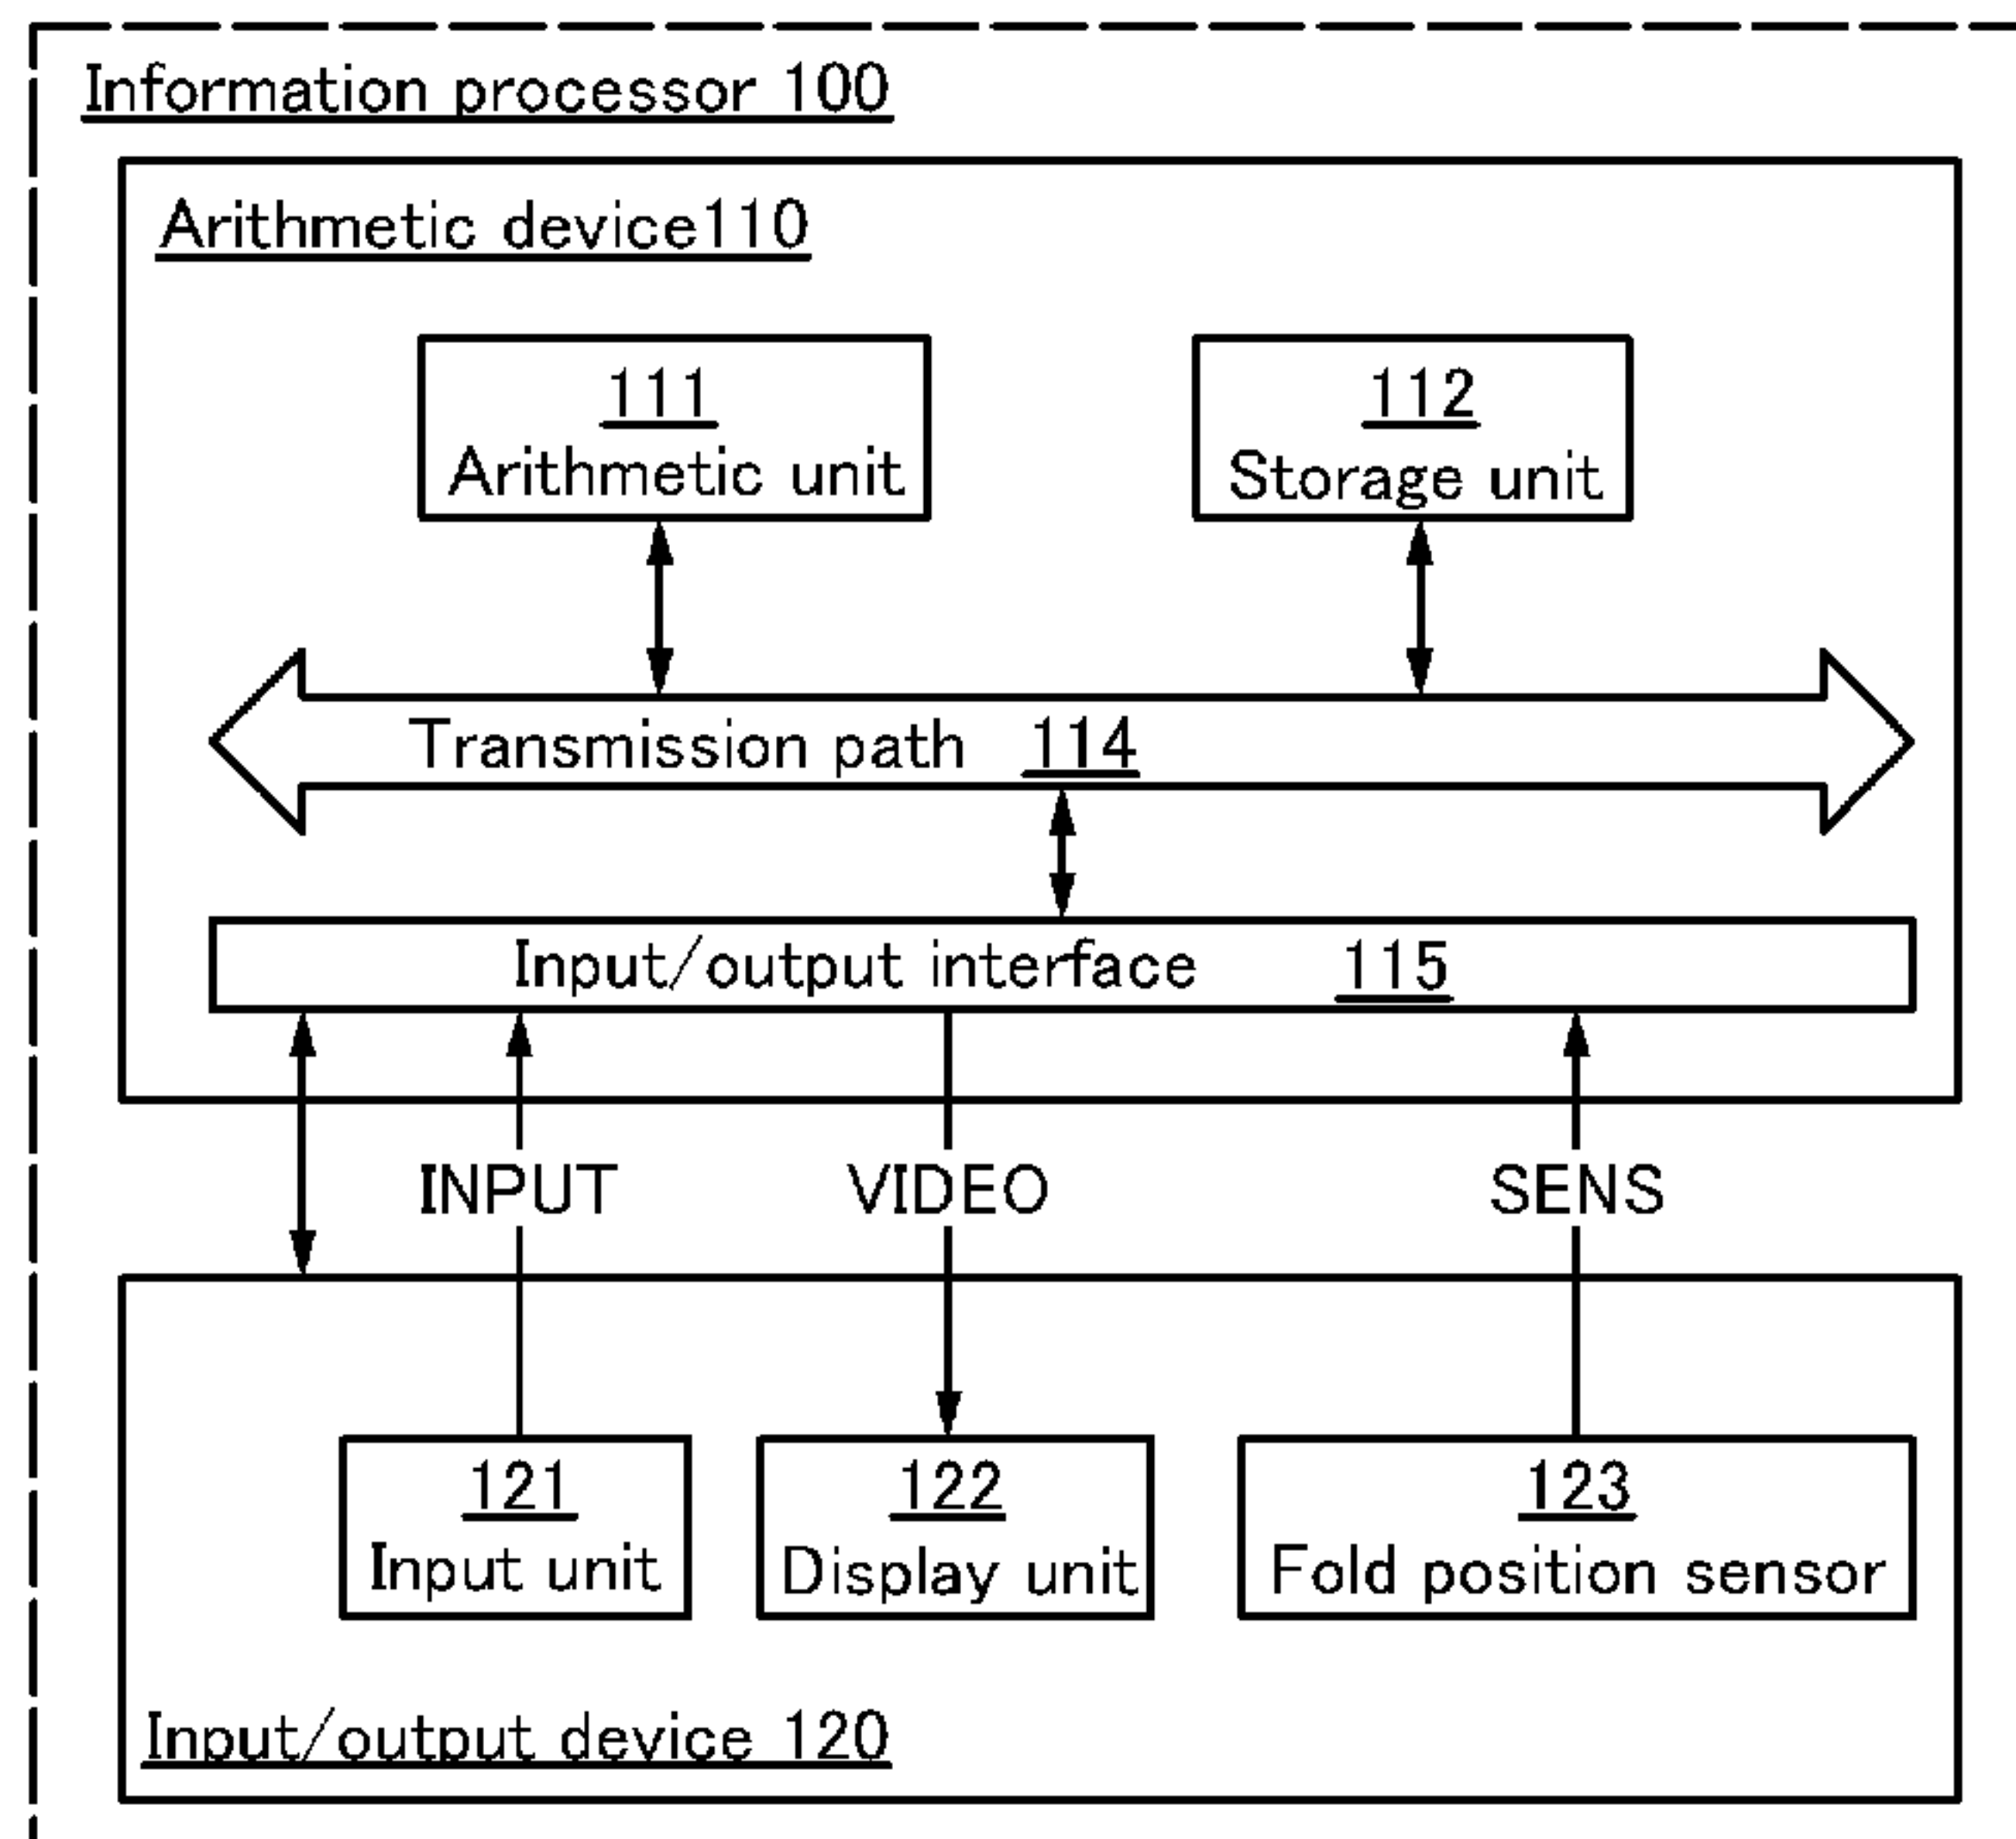 Information processor 100
Arithmetic device110
111
Arithmetic unit
112
Storage unit
Transmission path 114
Input/output interface 115
INPUT
VIDEO
SENS
121
Input unit
122
Display unit
123
Fold position sensor
Input/output device 120